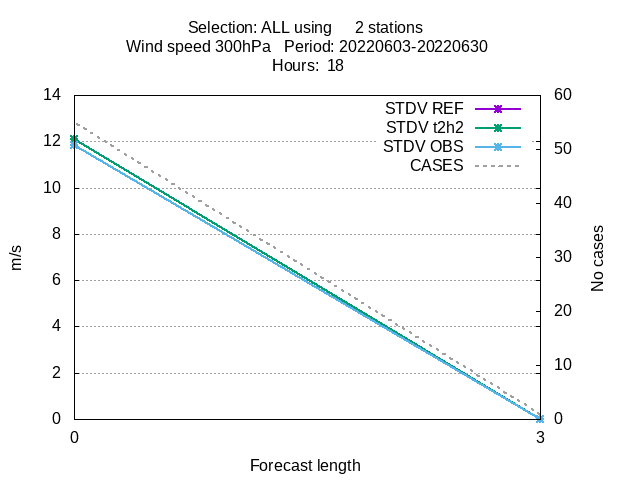 Selection: ALL using     2 stations
Wind speed 300hPa   Period: 20220603-20220630
Hours:  18
14
12
10
8
6
4
2
0
60
50
40
30
20
10
0
STDV REF
STDV t2h2
STDV OBS
CASES
m/s
No cases
0
3
Forecast length